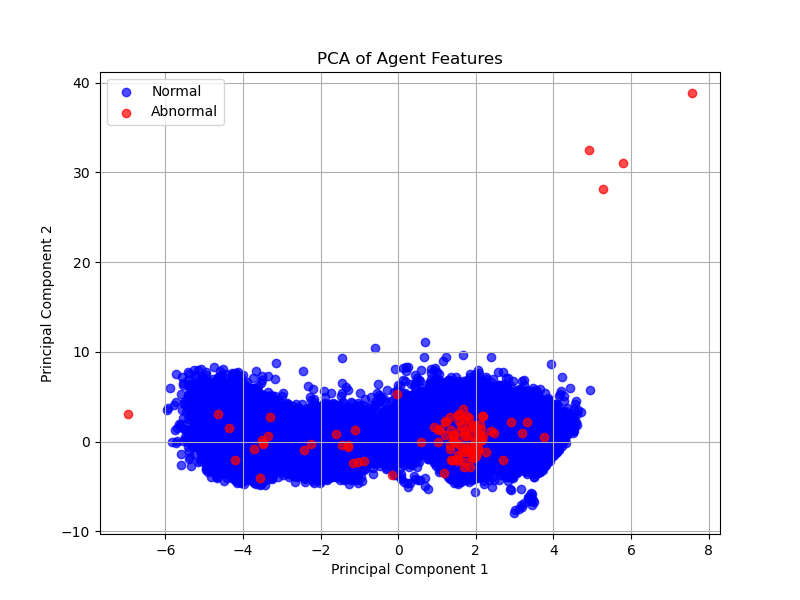 PCA of Agent Features
Normal
Abnormal
40
30
20
10
0
−10
Principal Component 2
−6 −4 −2 0 2 4 6 8
Principal Component 1